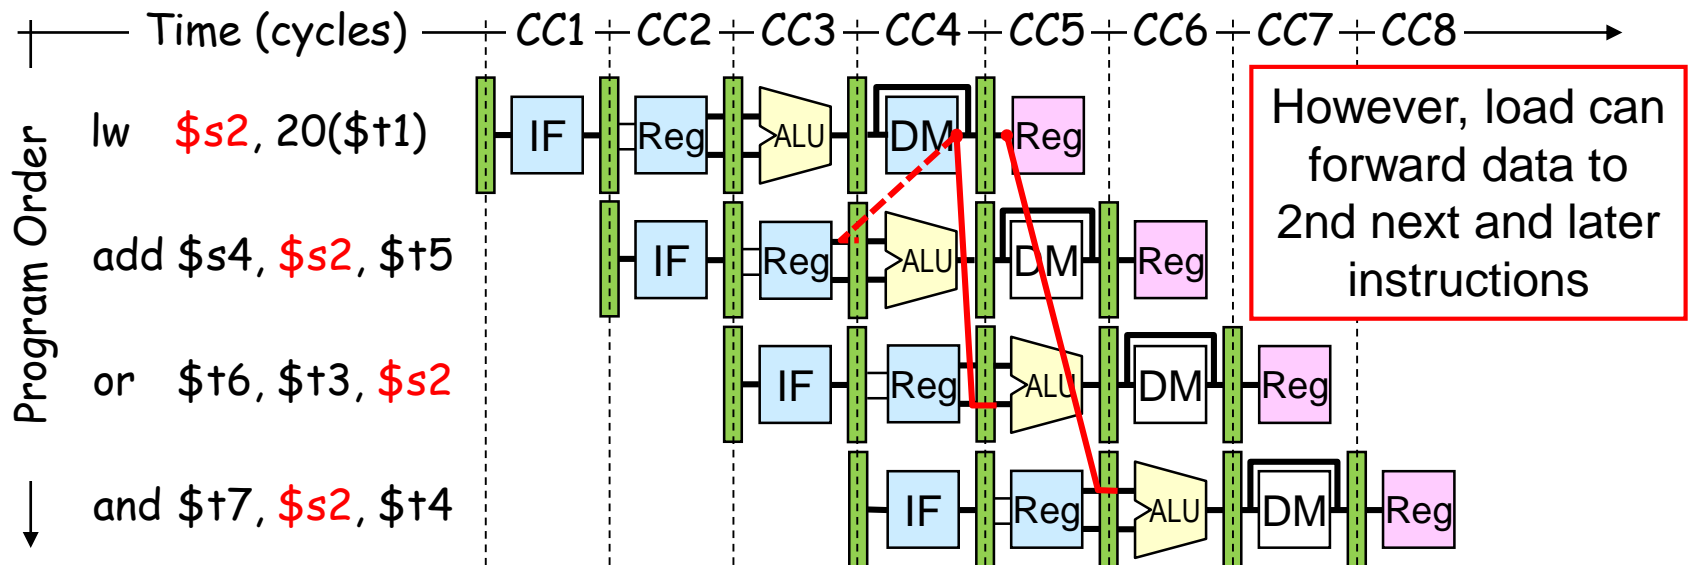 Time (cycles) CC1 CC2 CC3 CC4 CC5 CC6 CC7 CC8
Program Order
lw $s2, 20($t1)
IF Reg ALU DM Reg
However, load can
forward data to
2nd next and later
instructions
add $s4, $s2, $t5
IF Reg ALU DM Reg
or $t6, $t3, $s2
IF Reg ALU DM Reg
and $t7, $s2, $t4
IF Reg ALU DM Reg